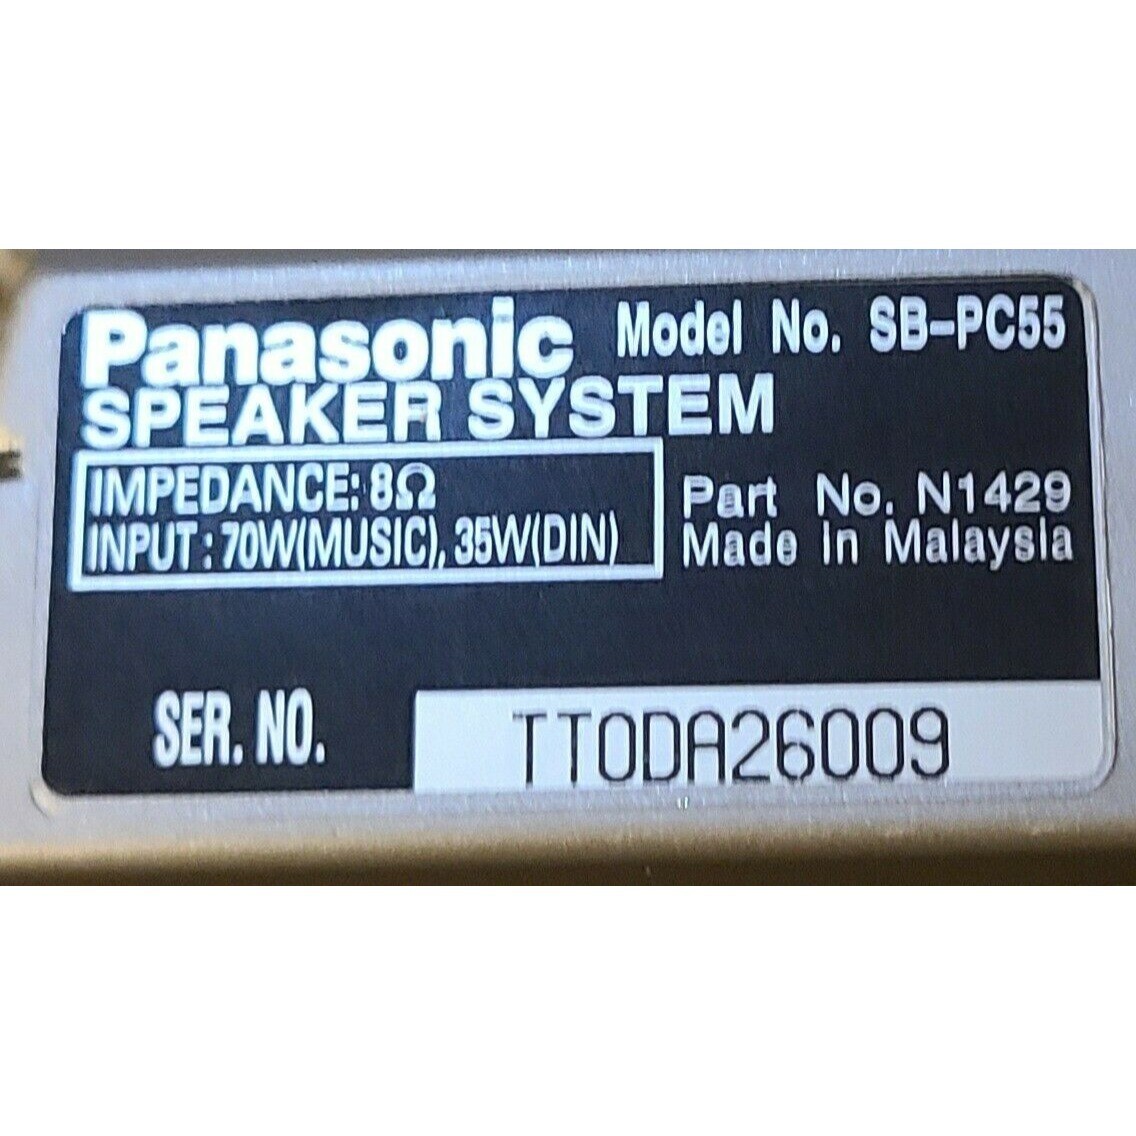 Panasonic Model No. SB-PC55
SPEAKER SYSTEM
IMPEDANCE: 8Ω
INPUT : 70W(MUSIC), 35W(DIN)
Part No. N1429
Made in Malaysia
SER. NO. TT0DA26009